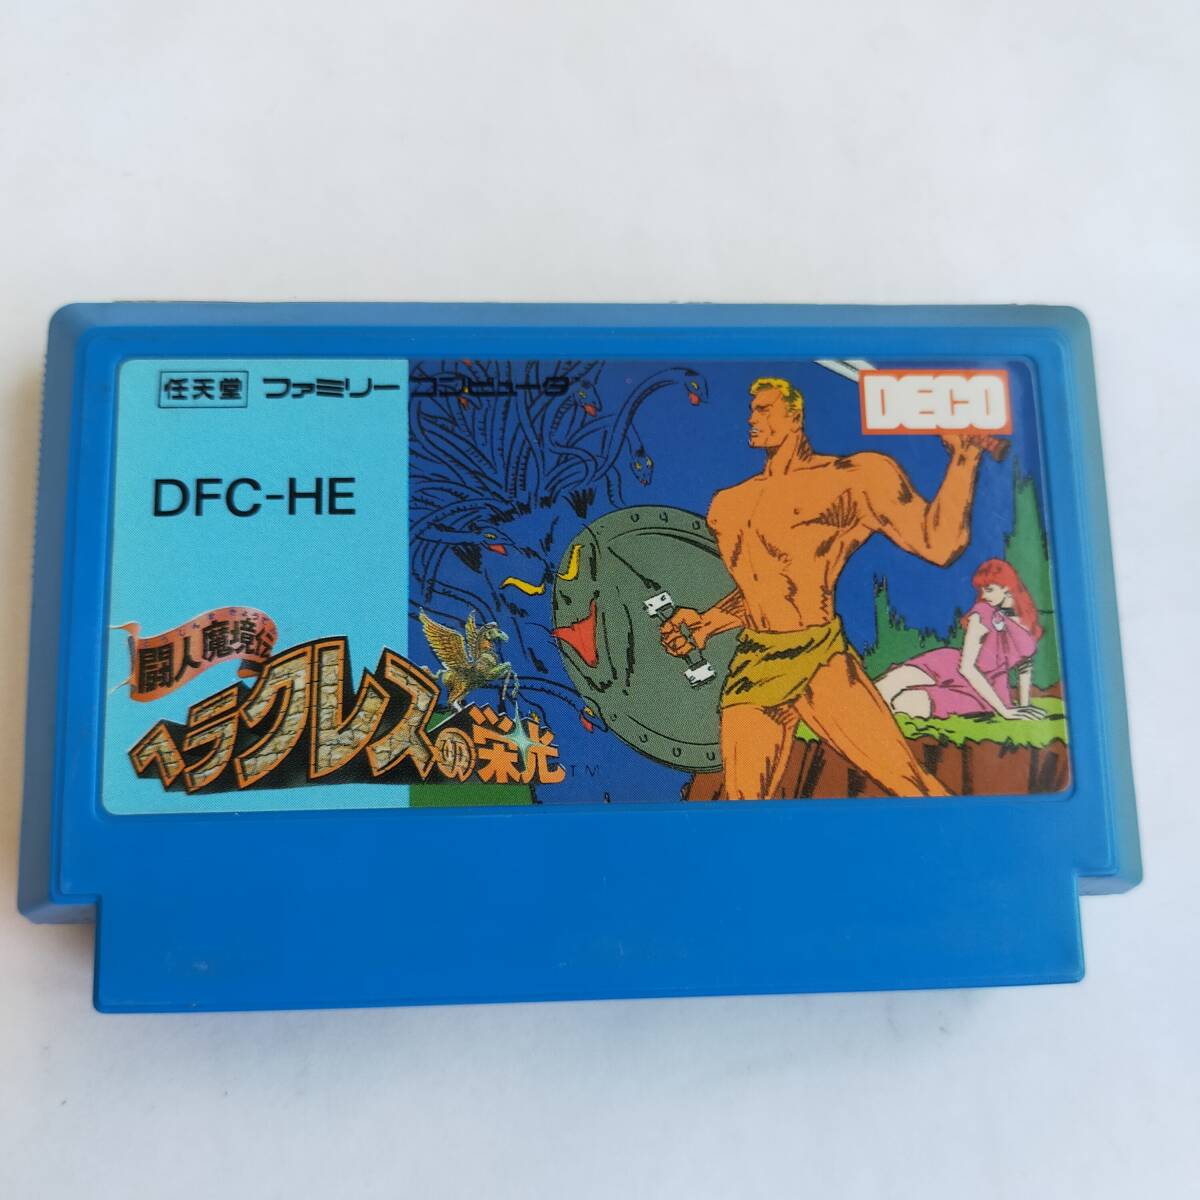 任天堂 ファミリー コンピュータ
DECO
DFC-HE
闘人魔境伝
ヘラクレスの栄光 TM